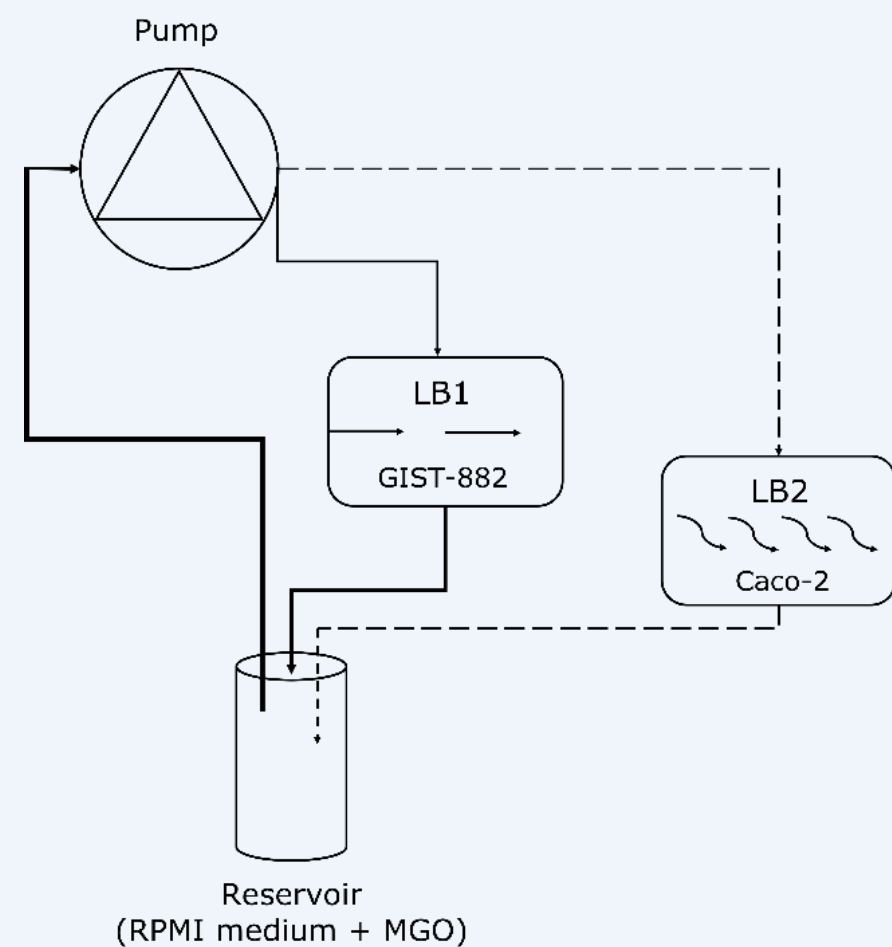 Pump
LB1
GIST-882
LB2
Caco-2
Reservoir
(RPMI medium + MGO)